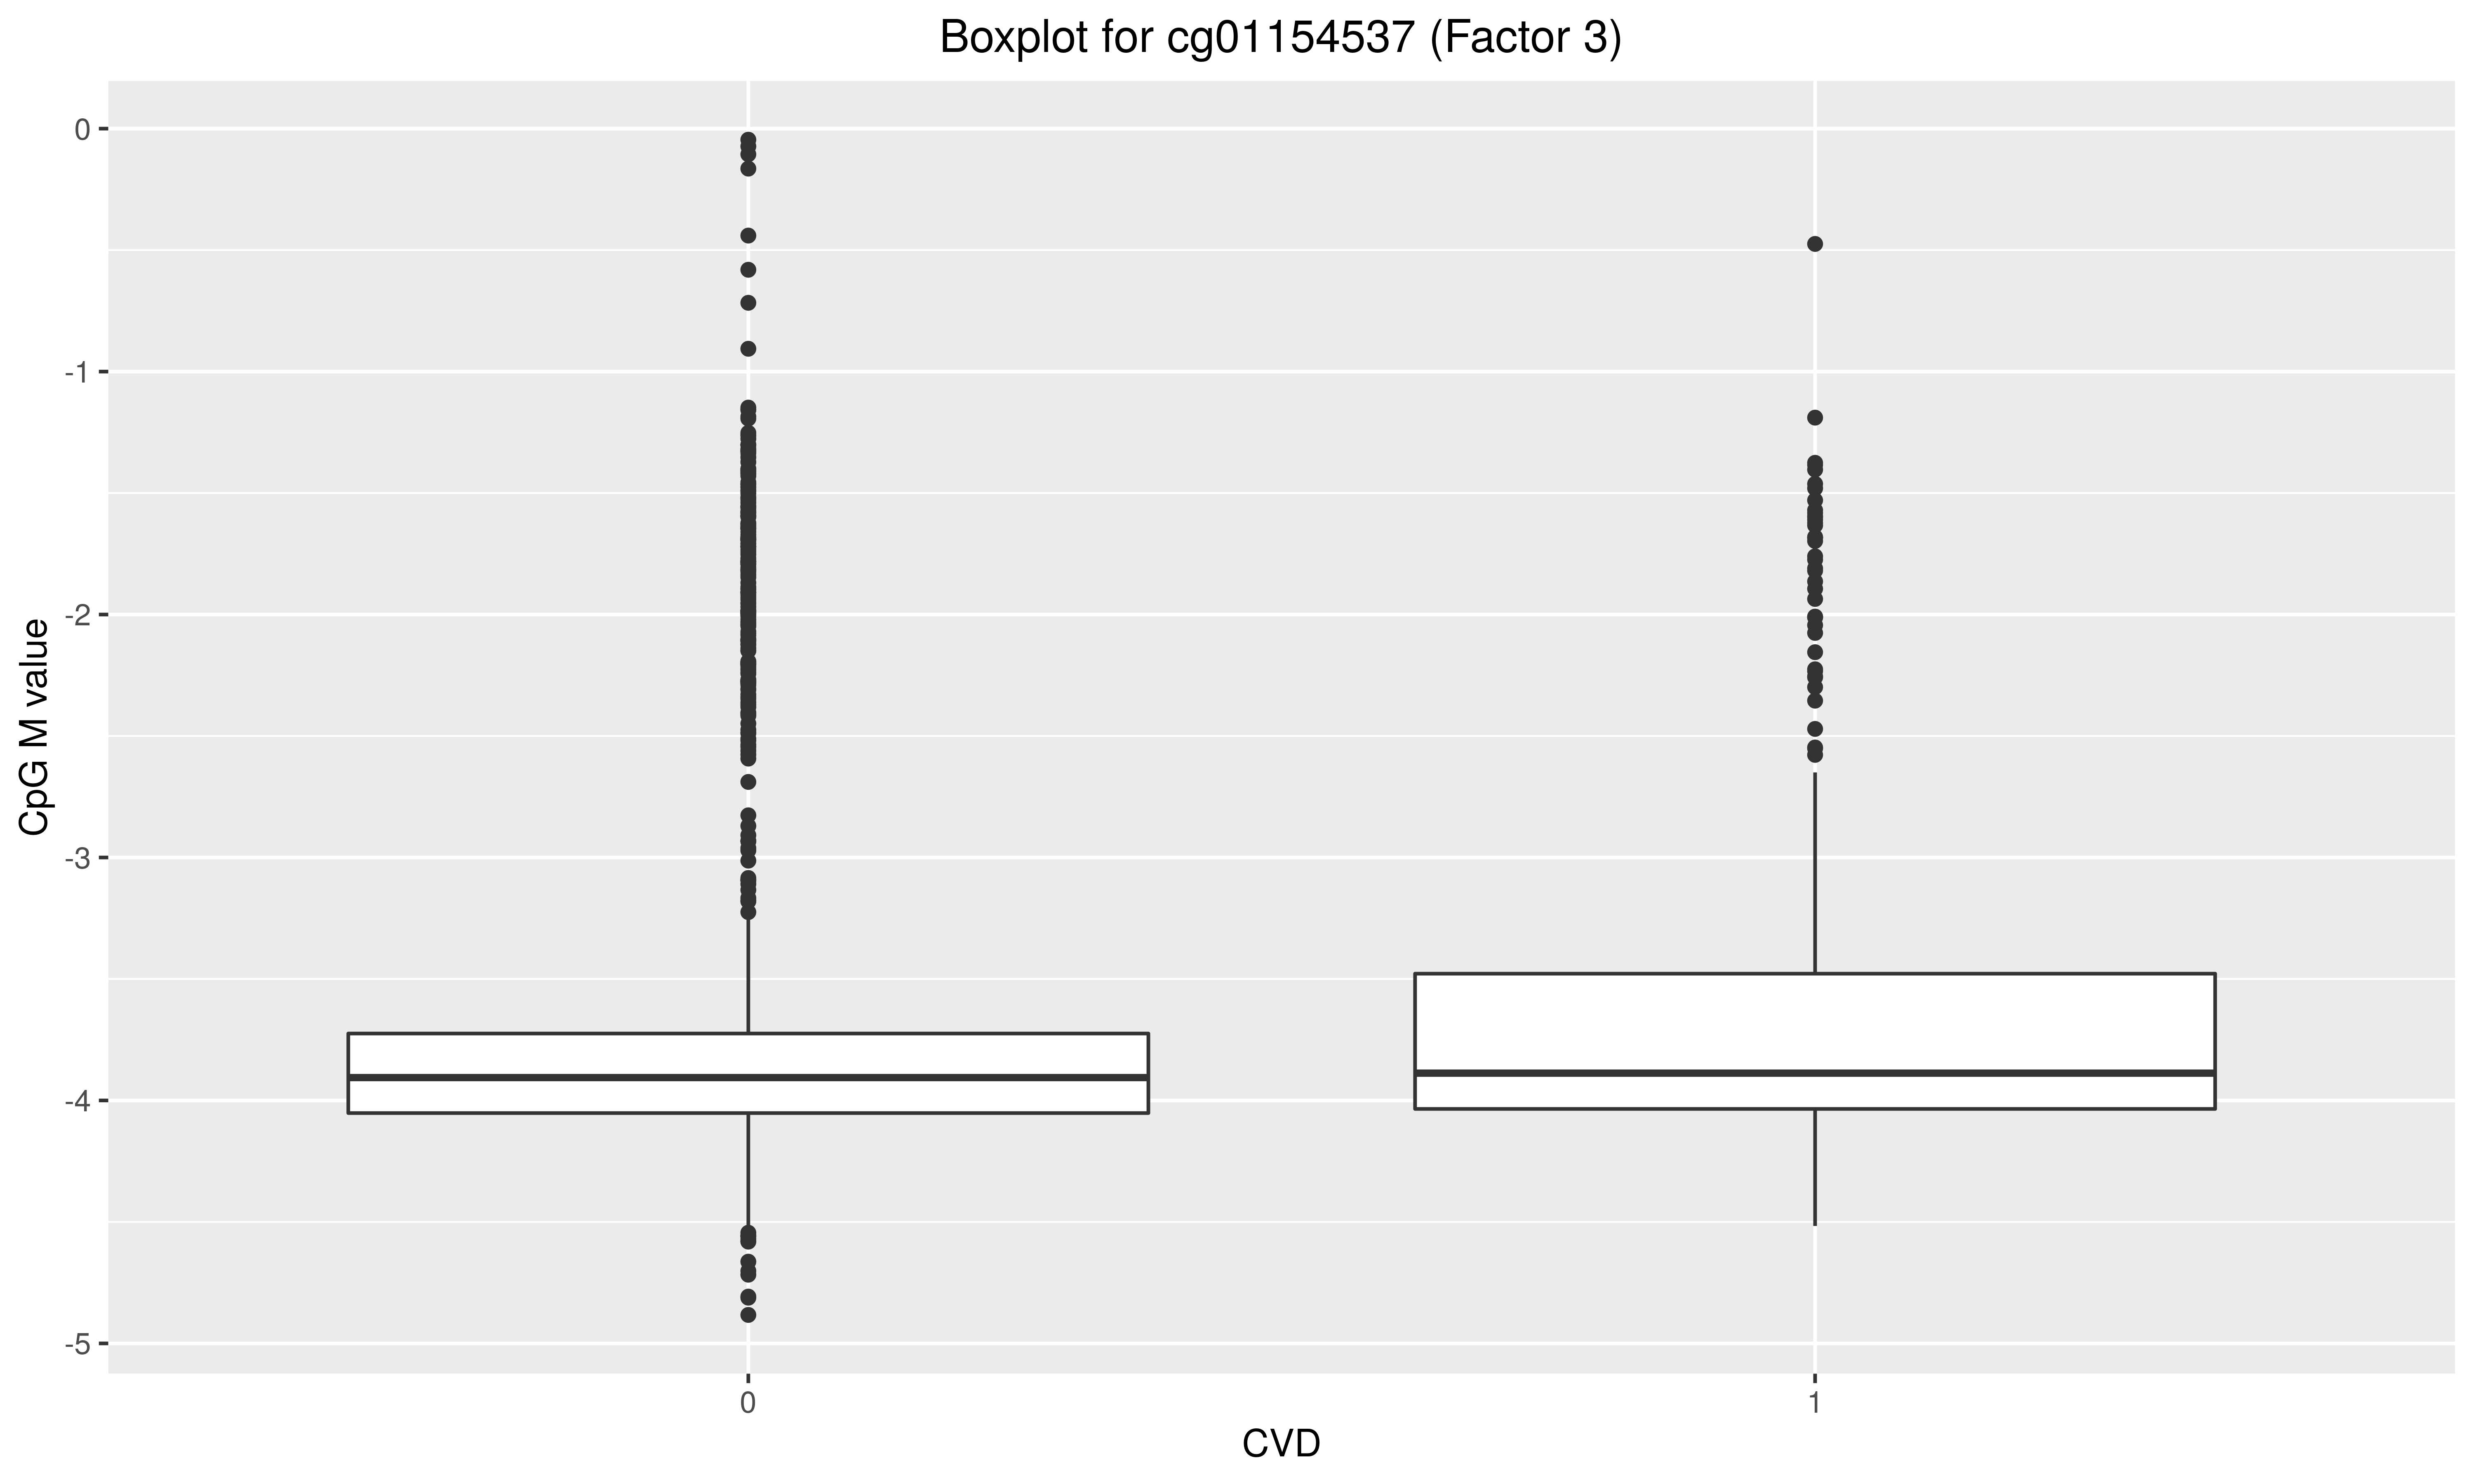 Boxplot for cg01154537 (Factor 3)
CpG M value
0
-1
-2
-3
-4
-5
0 1
CVD